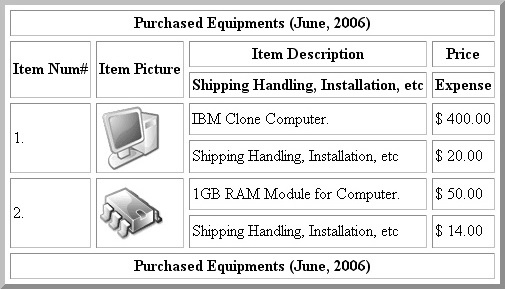 Purchased Equipments (June, 2006)
Item Num# Item Picture Item Description Price
Shipping Handling, Installation, etc Expense
1. IBM Clone Computer. $ 400.00
Shipping Handling, Installation, etc $ 20.00
2. 1GB RAM Module for Computer. $ 50.00
Shipping Handling, Installation, etc $ 14.00
Purchased Equipments (June, 2006)